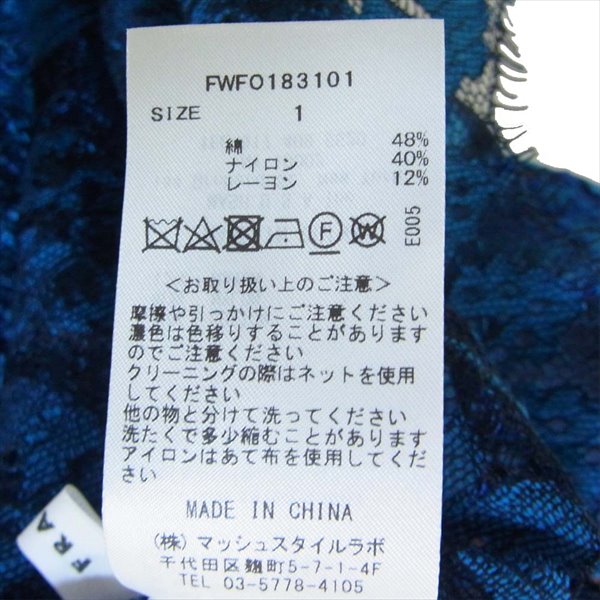 FWFO183101
SIZE 1
綿 48%
ナイロン 40%
レーヨン 12%
F W E005
<お取り扱い上のご注意>
摩擦や引っかけにご注意ください
濃色は色移りすることがあります
のでご注意ください
クリーニングの際はネットを使用
してください
他の物と分けて洗ってください
洗たくで多少縮むことがあります
アイロンはあて布を使用してくだ
さい
MADE IN CHINA
(株) マッシュスタイルラボ
千代田区麹町5-7-1-4F
TEL 03-5778-4105
FRA